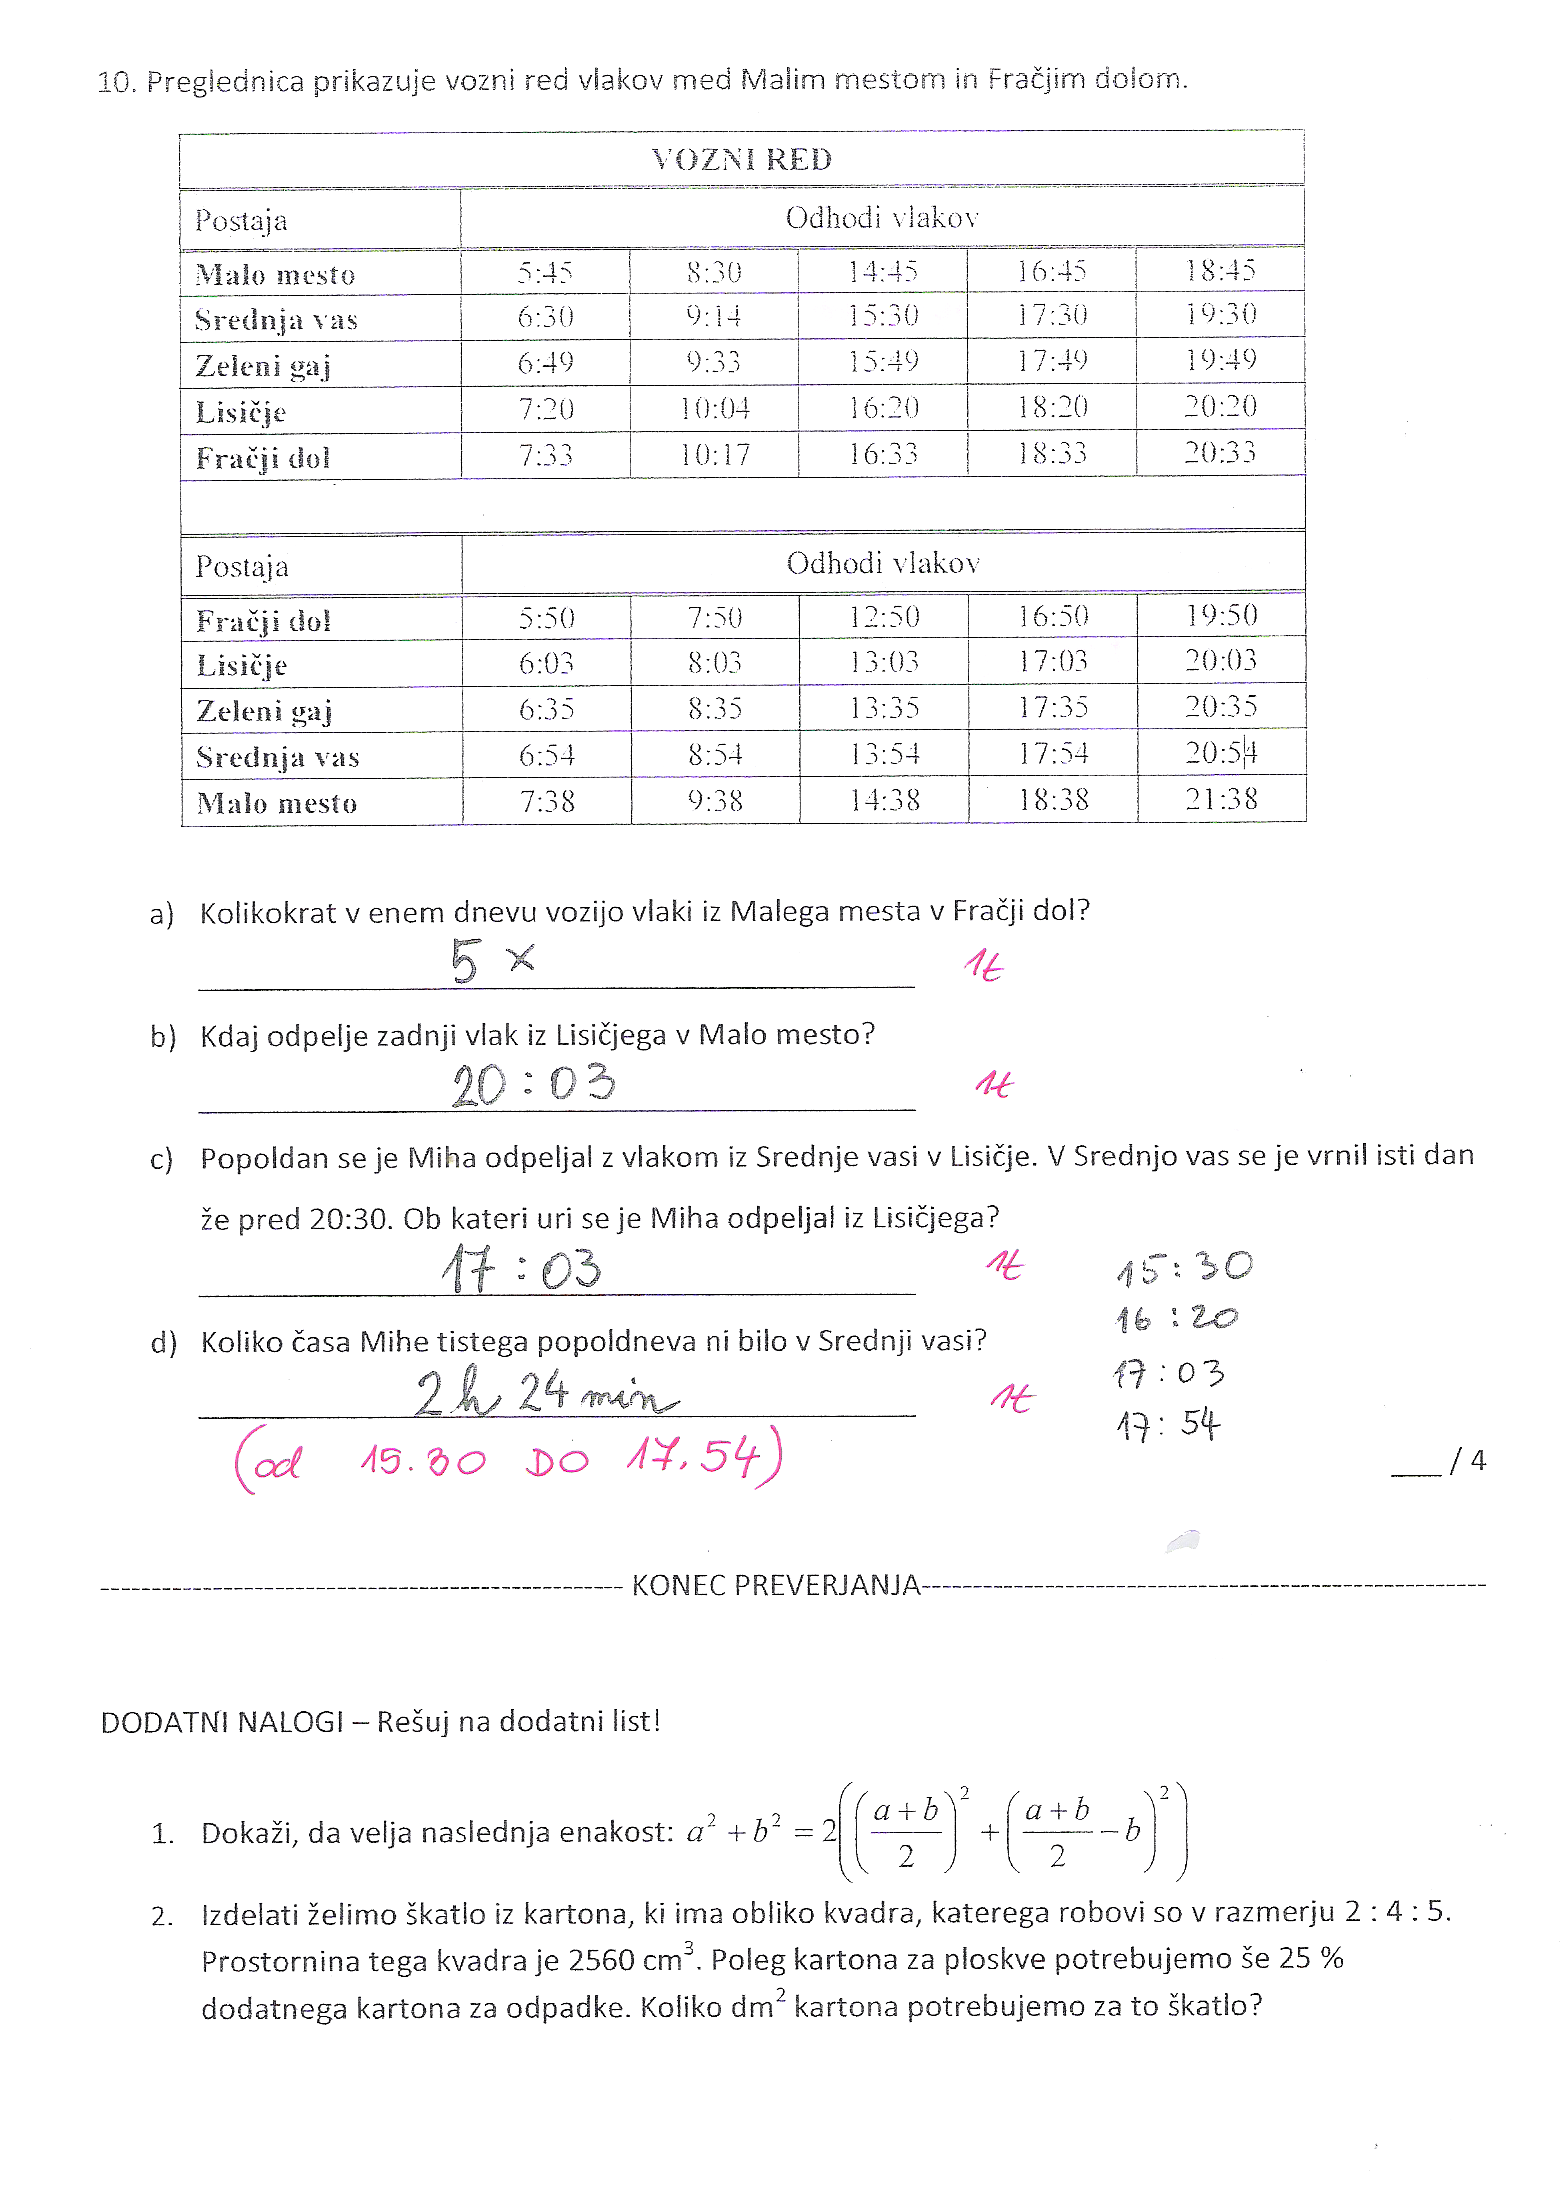 10. Preglednica prikazuje vozni red vlakov med Malim mestom in Fračjim dolom.
VOZNI RED
Postaja Odhodi vlakov
Malo mesto 5:45 8:30 14:45 16:45 18:45
Srednja vas 6:30 9:14 15:30 17:30 19:30
Zeleni gaj 6:49 9:33 15:49 17:49 19:49
Lisičje 7:20 10:04 16:20 18:20 20:20
Fračji dol 7:33 10:17 16:33 18:33 20:33
Postaja Odhodi vlakov
Fračji dol 5:50 7:50 12:50 16:50 19:50
Lisičje 6:03 8:03 13:03 17:03 20:03
Zeleni gaj 6:35 8:35 13:35 17:35 20:35
Srednja vas 6:54 8:54 13:54 17:54 20:54
Malo mesto 7:38 9:38 14:38 18:38 21:38
a) Kolikokrat v enem dnevu vozijo vlaki iz Malega mesta v Fračji dol?
5 x 1t
b) Kdaj odpelje zadnji vlak iz Lisičjega v Malo mesto?
20:03 1t
c) Popoldan se je Miha odpeljal z vlakom iz Srednje vasi v Lisičje. V Srednjo vas se je vrnil isti dan
že pred 20:30. Ob kateri uri se je Miha odpeljal iz Lisičjega?
17:03 1t 15:30
16:20
d) Koliko časa Mihe tistega popoldneva ni bilo v Srednji vasi?
17:03
2h 24 min 1t
17:54
(od 15.30 DO 17.54)
___ / 4
--- KONEC PREVERJANJA---
DODATNI NALOGI – Rešuj na dodatni list!
1. Dokaži, da velja naslednja enakost: a² + b² = 2(((a+b)/2)² + ((a+b)/2 − b)²)
2. Izdelati želimo škatlo iz kartona, ki ima obliko kvadra, katerega robovi so v razmerju 2 : 4 : 5.
Prostornina tega kvadra je 2560 cm³. Poleg kartona za ploskve potrebujemo še 25 %
dodatnega kartona za odpadke. Koliko dm² kartona potrebujemo za to škatlo?